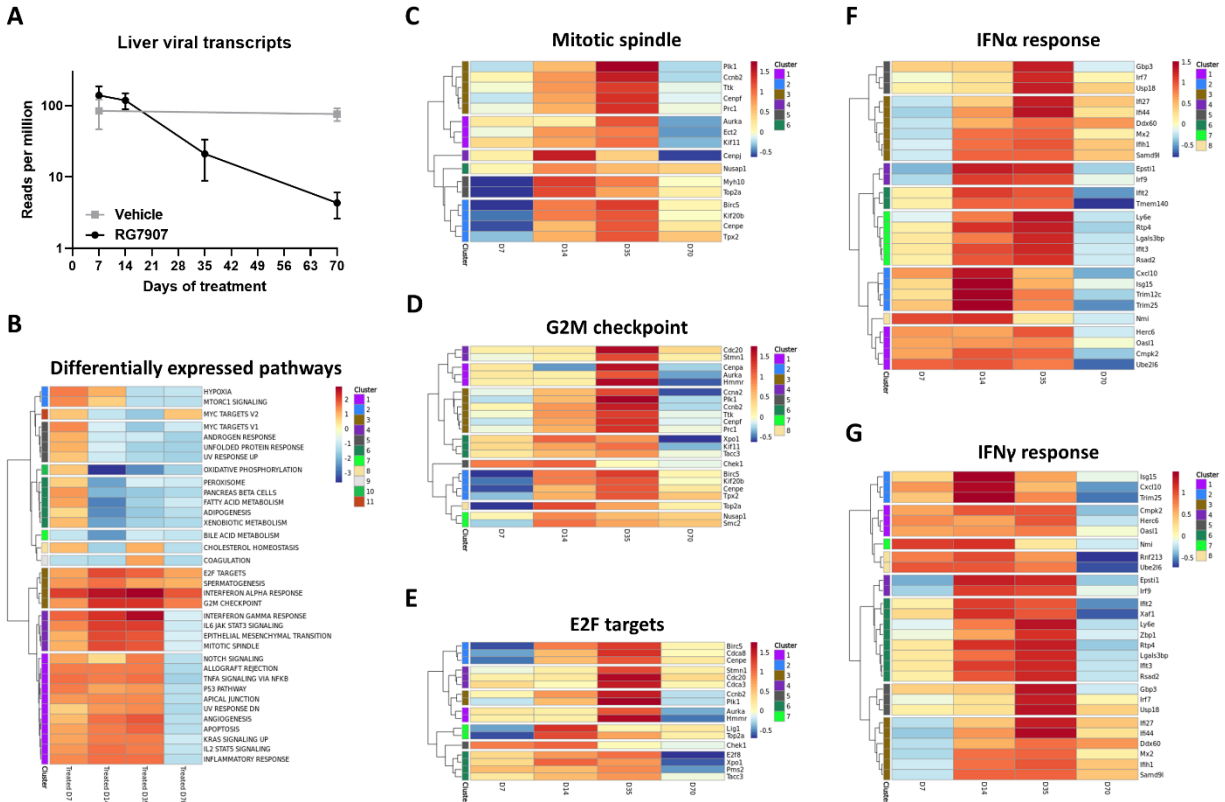 A
Liver viral transcripts
Reads per million
100
10
1
Vehicle
RG7907
0 7 14 21 28 35 42 49 56 63 70
Days of treatment
B
Differentially expressed pathways
HYPOXIA
MTORC1 SIGNALING
MYC TARGETS V2
MYC TARGETS V1
ANDROGEN RESPONSE
UNFOLDED PROTEIN RESPONSE
UV RESPONSE UP
OXIDATIVE PHOSPHORYLATION
PEROXISOME
PANCREAS BETA CELLS
FATTY ACID METABOLISM
ADIPOGENESIS
XENOBIOTIC METABOLISM
BILE ACID METABOLISM
CHOLESTEROL HOMEOSTASIS
COAGULATION
E2F TARGETS
SPERMATOGENESIS
INTERFERON ALPHA RESPONSE
G2M CHECKPOINT
INTERFERON GAMMA RESPONSE
IL6 JAK STAT3 SIGNALING
EPITHELIAL MESENCHYMAL TRANSITION
MITOTIC SPINDLE
NOTCH SIGNALING
ALLOGRAFT REJECTION
TNFA SIGNALING VIA NFKB
P53 PATHWAY
APICAL JUNCTION
UV RESPONSE DN
ANGIOGENESIS
APOPTOSIS
KRAS SIGNALING UP
IL2 STAT5 SIGNALING
INFLAMMATORY RESPONSE
Cluster
Treated D7
Treated D14
Treated D35
Treated D70
2
1
0
-1
-2
-3
Cluster
1
2
3
4
5
6
7
8
9
10
11
C
Mitotic spindle
Plk1
Ccnb2
Ttk
Cenpf
Prc1
Aurka
Ect2
Kif11
Cenpj
Nusap1
Myh10
Top2a
Birc5
Kif20b
Cenpe
Tpx2
Cluster
D7
D14
D35
D70
1.5
1
0.5
0
-0.5
Cluster
1
2
3
4
5
6
D
G2M checkpoint
Cdc20
Stmn1
Cenpa
Aurka
Hmmr
Ccna2
Plk1
Ccnb2
Ttk
Cenpf
Prc1
Xpo1
Kif11
Tacc3
Chek1
Birc5
Kif20b
Cenpe
Tpx2
Top2a
Nusap1
Smc2
Cluster
D7
D14
D35
D70
1.5
1
0.5
0
-0.5
Cluster
1
2
3
4
5
6
7
8
E
E2F targets
Birc5
Cdca8
Cenpe
Stmn1
Cdc20
Cdca3
Ccnb2
Plk1
Aurka
Hmmr
Lig1
Top2a
Chek1
E2f8
Xpo1
Pms2
Tacc3
Cluster
D7
D14
D35
D70
1.5
1
0.5
0
-0.5
Cluster
1
2
3
4
5
6
7
F
IFNα response
Gbp3
Irf7
Usp18
Ifi27
Ifi44
Ddx60
Mx2
Ifih1
Samd9l
Epsti1
Irf9
Ifit2
Tmem140
Ly6e
Rtp4
Lgals3bp
Ifit3
Rsad2
Cxcl10
Isg15
Trim12c
Trim25
Nmi
Herc6
Oasl1
Cmpk2
Ube2l6
Cluster
D7
D14
D35
D70
1.5
1
0.5
0
-0.5
Cluster
1
2
3
4
5
6
7
8
G
IFNγ response
Isg15
Cxcl10
Trim25
Cmpk2
Herc6
Oasl1
Nmi
Rnf213
Ube2l6
Epsti1
Irf9
Ifit2
Xaf1
Ly6e
Zbp1
Rtp4
Lgals3bp
Ifit3
Rsad2
Gbp3
Irf7
Usp18
Ifi27
Ifi44
Ddx60
Mx2
Ifih1
Samd9l
Cluster
D7
D14
D35
D70
1
0.5
0
-0.5
Cluster
1
2
3
4
5
6
7
8